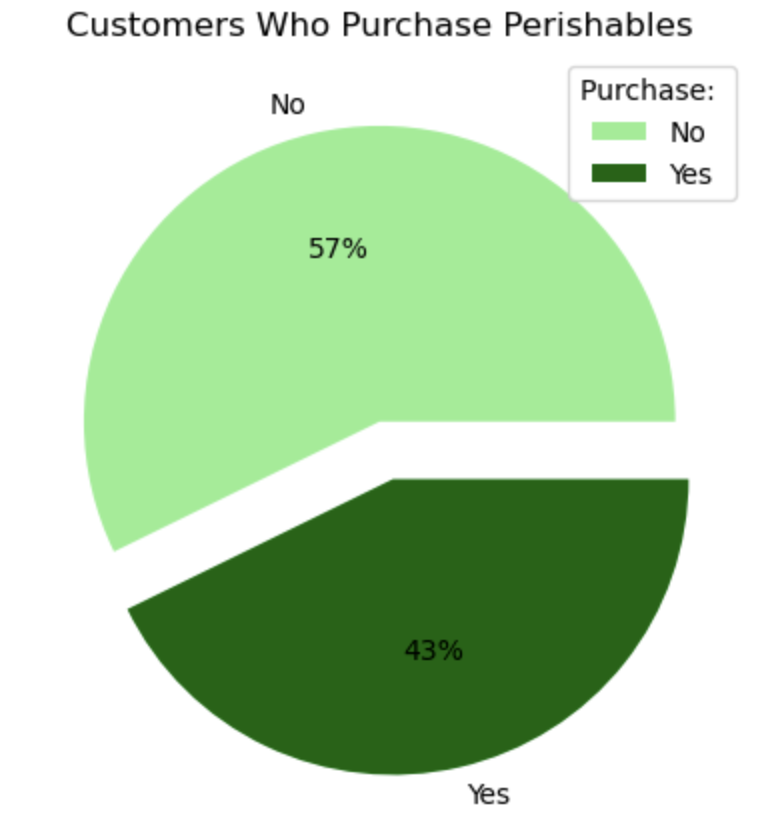 Customers Who Purchase Perishables
No
Purchase:
No
Yes
57%
43%
Yes